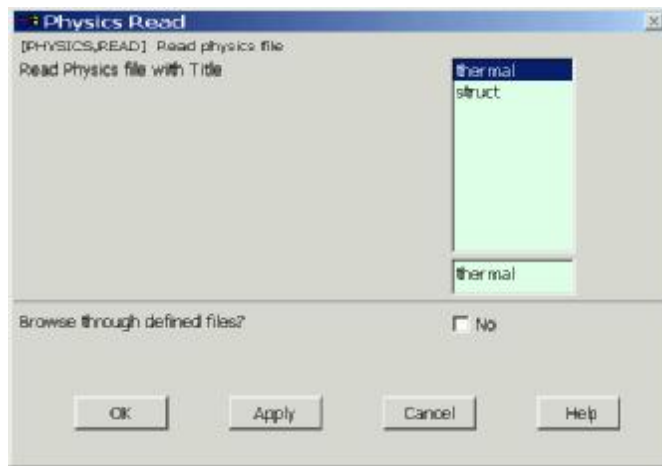 Physics Read
[PHYSICS,READ] Read physics file
Read Physics file with Title
thermal
struct
thermal
Browse through defined files?
No
OK
Apply
Cancel
Help